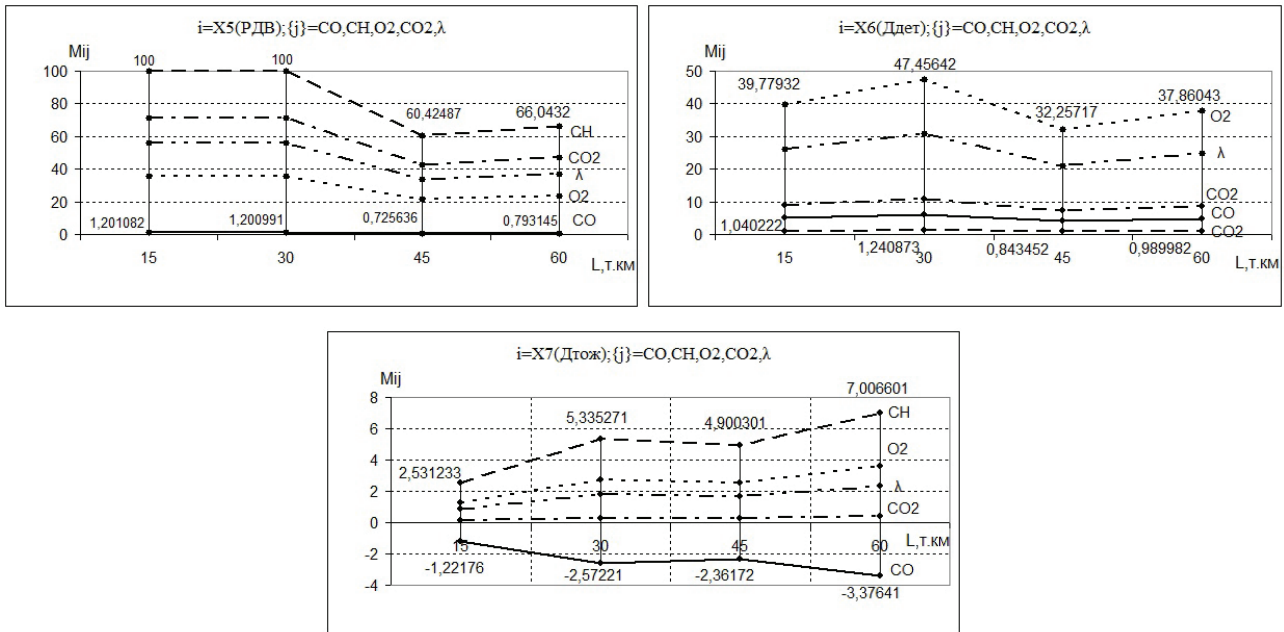 i=X5(РДВ);{j}=CO,CH,O2,CO2,λ
Mij
100
80
60
40
20
0
100
100
60,42487
66,0432
CH
CO2
λ
O2
CO
1,201082
1,200991
0,725636
0,793145
15
30
45
60
L,т.км
i=X6(Ддет);{j}=CO,CH,O2,CO2,λ
Mij
50
40
30
20
10
0
39,77932
47,45642
32,25717
37,86043
O2
λ
CO2
CO
CO2
1,040222
1,240873
0,843452
0,989982
15
30
45
60
L,т.км
i=X7(Дтож);{j}=CO,CH,O2,CO2,λ
Mij
8
6
4
2
0
-2
-4
2,531233
5,335271
4,900301
7,006601
CH
O2
λ
CO2
CO
15
30
45
60
L,т.км
-1,22176
-2,57221
-2,36172
-3,37641